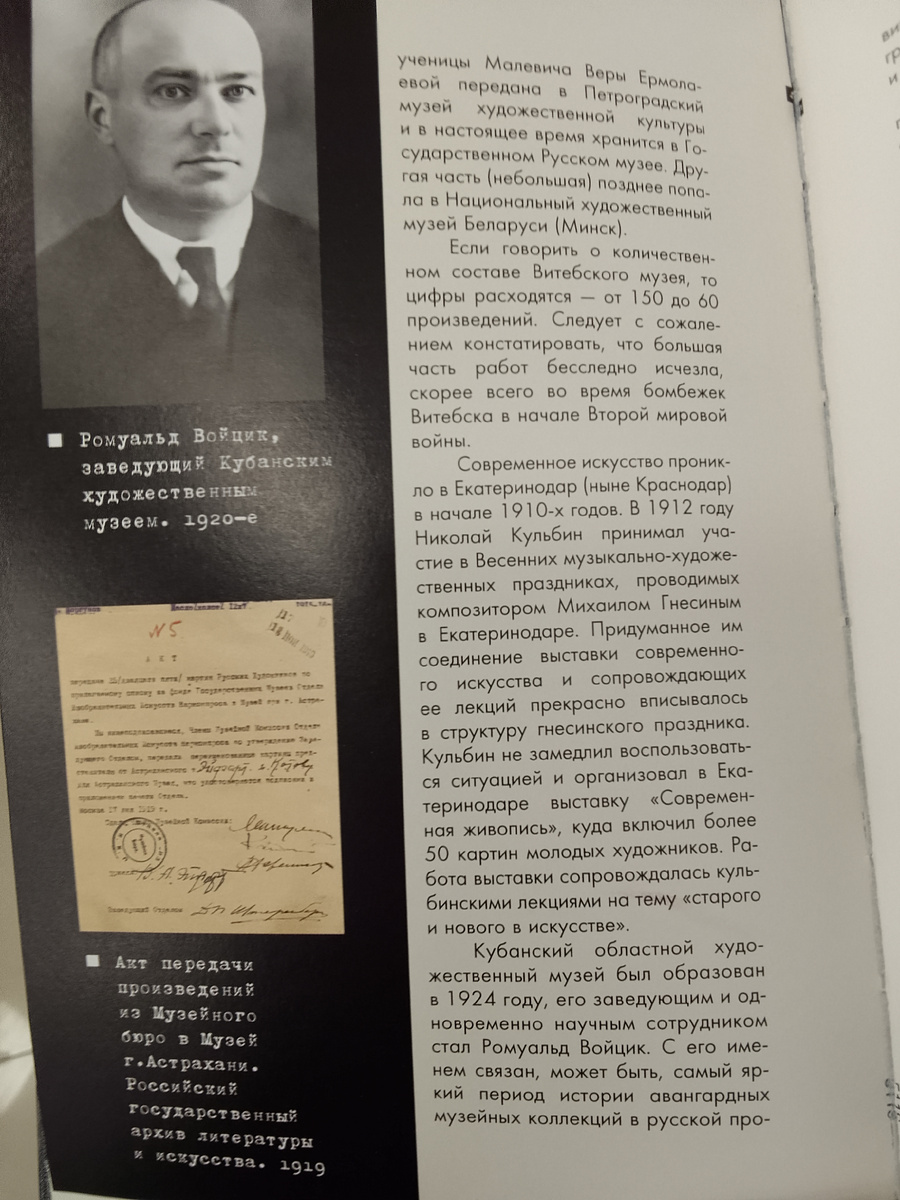 Ромуальд Войцик,
заведующий Кубанским
художественным
музеем. 1920-е
№5.
АКТ
Акт передачи
произведений
из Музейного
бюро в Музей
г.Астрахани.
Российский
государственный
архив литературы
и искусства. 1919
ученицы Малевича Веры Ермола-
евой передана в Петроградский
музей художественной культуры
и в настоящее время хранится в Го-
сударственном Русском музее. Дру-
гая часть (небольшая) позднее попа-
ла в Национальный художественный
музей Беларуси (Минск).
Если говорить о количествен-
ном составе Витебского музея, то
цифры расходятся — от 150 до 60
произведений. Следует с сожале-
нием констатировать, что большая
часть работ бесследно исчезла,
скорее всего во время бомбежек
Витебска в начале Второй мировой
войны.
Современное искусство проник-
ло в Екатеринодар (ныне Краснодар)
в начале 1910-х годов. В 1912 году
Николай Кульбин принимал уча-
стие в Весенних музыкально-художе-
ственных праздниках, проводимых
композитором Михаилом Гнесиным
в Екатеринодаре. Придуманное им
соединение выставки современно-
го искусства и сопровождающих
ее лекций прекрасно вписывалось
в структуру гнесинского праздника.
Кульбин не замедлил воспользовать-
ся ситуацией и организовал в Ека-
теринодаре выставку «Современ-
ная живопись», куда включил более
50 картин молодых художников. Ра-
бота выставки сопровождалась куль-
бинскими лекциями на тему «старого
и нового в искусстве».
Кубанский областной худо-
жественный музей был образован
в 1924 году, его заведующим и од-
новременно научным сотрудником
стал Ромуальд Войцик. С его име-
нем связан, может быть, самый яр-
кий период истории авангардных
музейных коллекций в русской про-